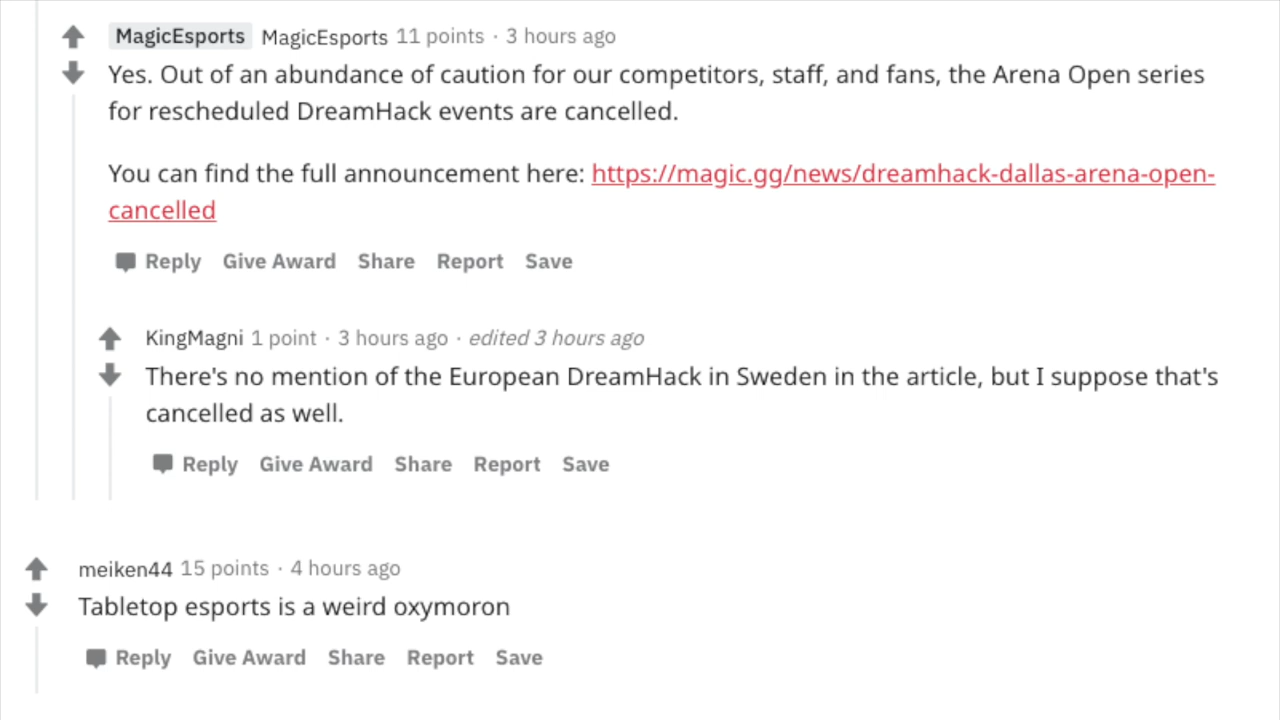 MagicEsports MagicEsports 11 points · 3 hours ago
Yes. Out of an abundance of caution for our competitors, staff, and fans, the Arena Open series
for rescheduled DreamHack events are cancelled.
You can find the full announcement here: https://magic.gg/news/dreamhack-dallas-arena-open-
cancelled
Reply Give Award Share Report Save
KingMagni 1 point · 3 hours ago · edited 3 hours ago
There's no mention of the European DreamHack in Sweden in the article, but I suppose that's
cancelled as well.
Reply Give Award Share Report Save
meiken44 15 points · 4 hours ago
Tabletop esports is a weird oxymoron
Reply Give Award Share Report Save